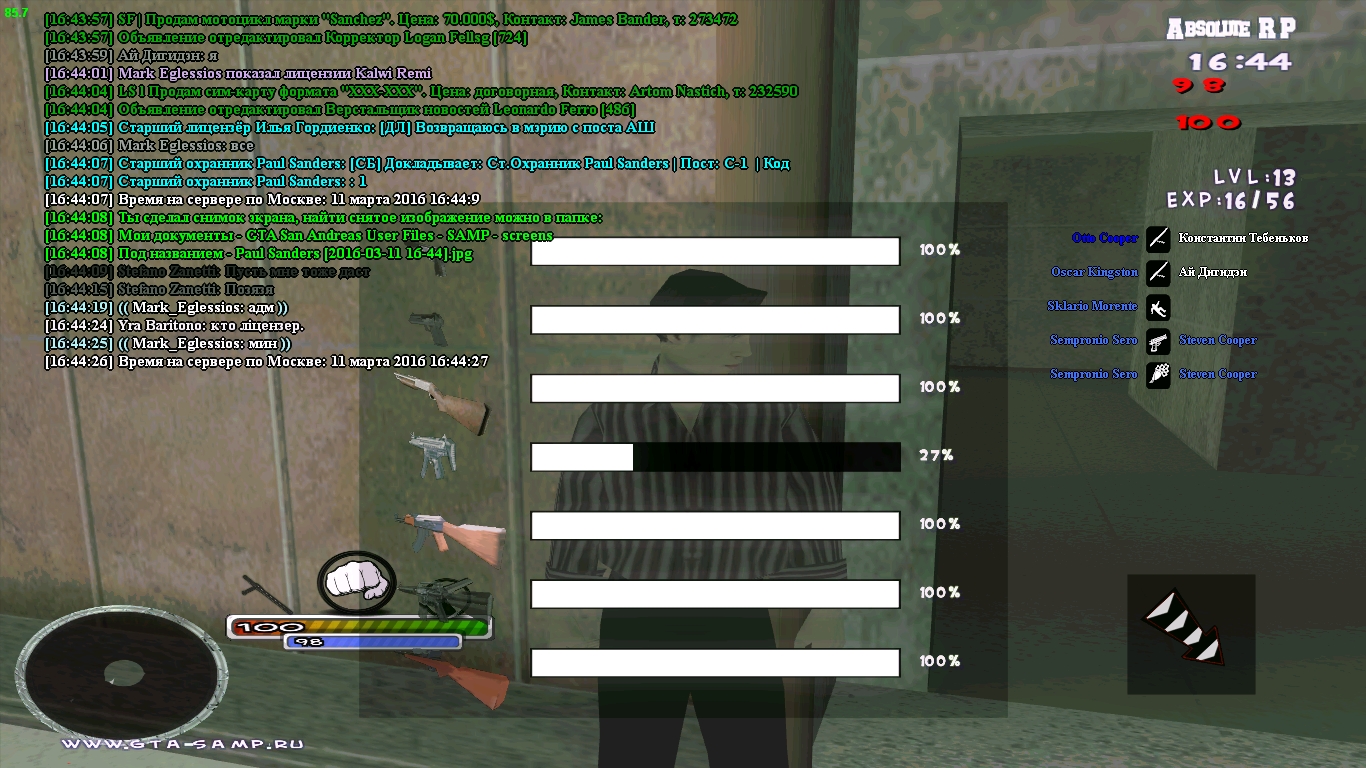 85.7
[16:43:57] SF | Продам мотоцикл марки "Sanchez". Цена: 70.000$, Контакт: James Bander, т: 273472
[16:43:57] Объявление отредактировал Корректор Logan Fellsg [724]
[16:43:59] Ай Дигидэн: я
[16:44:01] Mark Eglessios показал лицензии Kalwi Remi
[16:44:04] LS | Продам сим-карту формата "XXX-XXX". Цена: договорная, Контакт: Artom Nastich, т: 232590
[16:44:04] Объявление отредактировал Верстальщик новостей Leonardo Ferro [486]
[16:44:05] Старший лицензёр Илья Гордиенко: [ДЛ] Возвращаюсь в мэрию с поста АШ
[16:44:06] Mark Eglessios: все
[16:44:07] Старший охранник Paul Sanders: [СБ] Докладывает: Ст.Охранник Paul Sanders | Пост: С-1 | Код
[16:44:07] Старший охранник Paul Sanders: : 1
[16:44:07] Время на сервере по Москве: 11 марта 2016 16:44:9
[16:44:08] Ты сделал снимок экрана, найти снятое изображение можно в папке:
[16:44:08] Мои документы - GTA San Andreas User Files - SAMP - screens
[16:44:08] Под названием - Paul Sanders [2016-03-11 16-44].jpg
[16:44:09] Stefano Zanetti: Пусть мне тоже даст
[16:44:15] Stefano Zanetti: Позязя
[16:44:19] (( Mark_Eglessios: адм ))
[16:44:24] Yra Baritono: кто ліцензер.
[16:44:25] (( Mark_Eglessios: мин ))
[16:44:26] Время на сервере по Москве: 11 марта 2016 16:44:27
Absolute RP
16:44
98
100
LVL:13
EXP:16/56
Otto Cooper Константин Тебеньков
Oscar Kingston Ай Дигидэн
Sklario Morente
Sempronio Sero Steven Cooper
Sempronio Sero Steven Cooper
100%
100%
100%
27%
100%
100%
100%
100
98
WWW.GTA-SAMP.RU